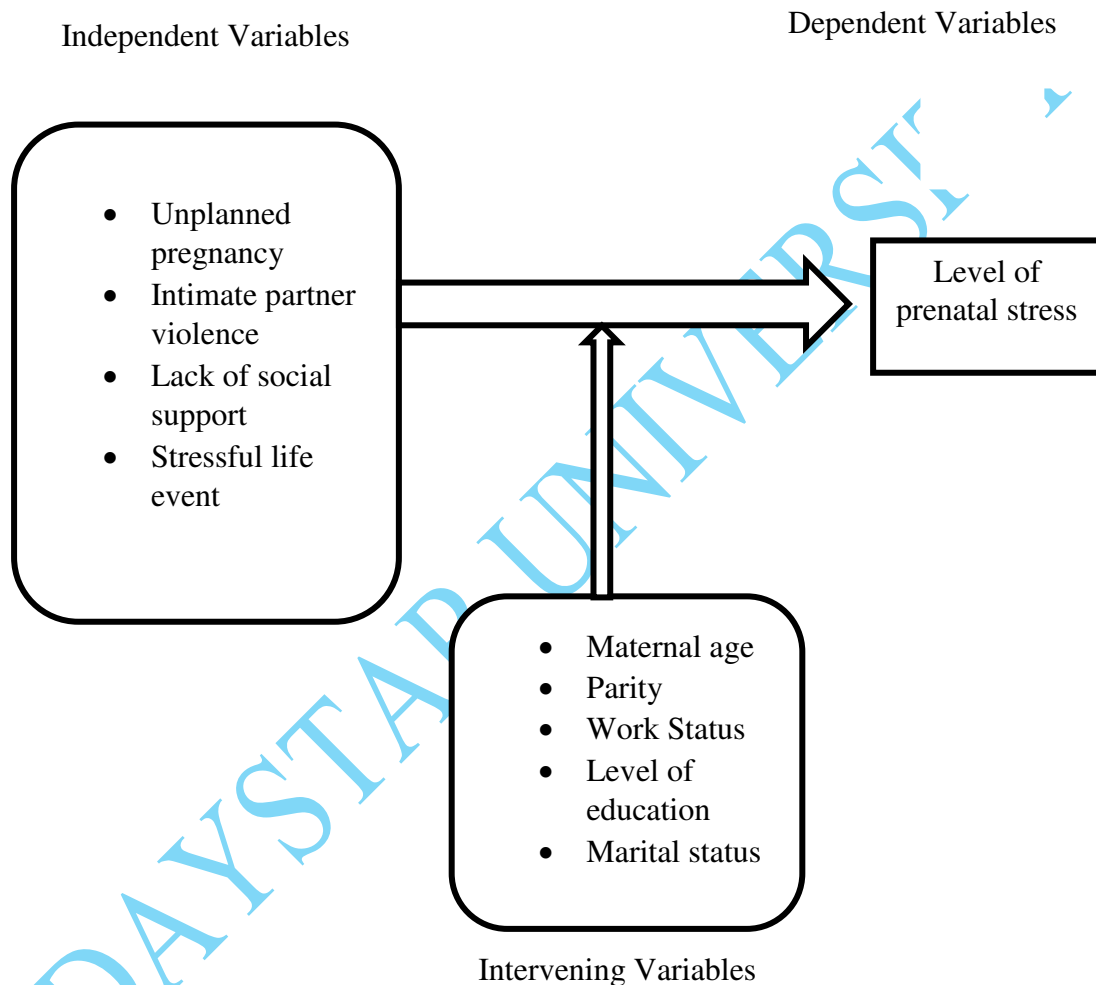 Independent Variables
Dependent Variables
• Unplanned
pregnancy
• Intimate partner
violence
• Lack of social
support
• Stressful life
event
Level of
prenatal stress
• Maternal age
• Parity
• Work Status
• Level of
education
• Marital status
Intervening Variables
DAYSTAR UNIVERSITY